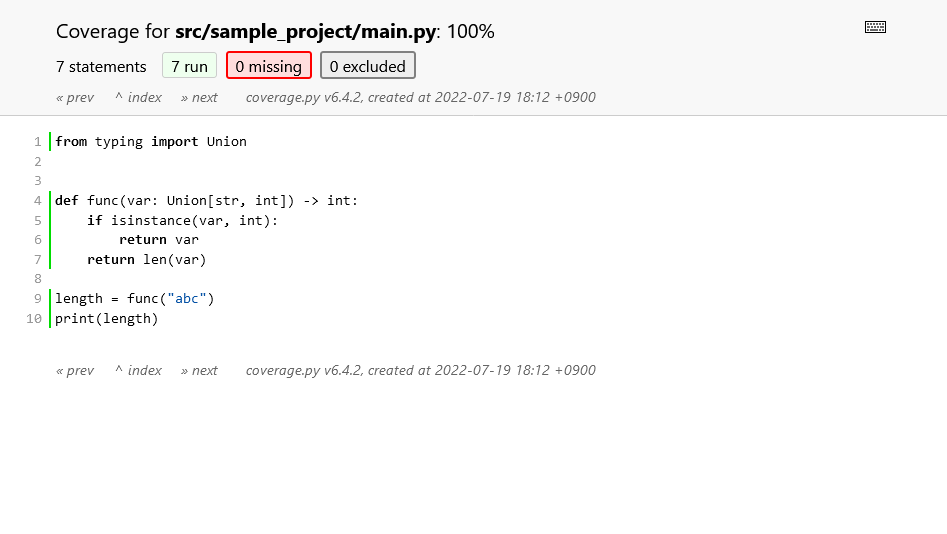 Coverage for src/sample_project/main.py: 100%
7 statements 7 run 0 missing 0 excluded
« prev ^ index » next coverage.py v6.4.2, created at 2022-07-19 18:12 +0900
1 from typing import Union
2
3
4 def func(var: Union[str, int]) -> int:
5     if isinstance(var, int):
6         return var
7     return len(var)
8
9 length = func("abc")
10 print(length)
« prev ^ index » next coverage.py v6.4.2, created at 2022-07-19 18:12 +0900